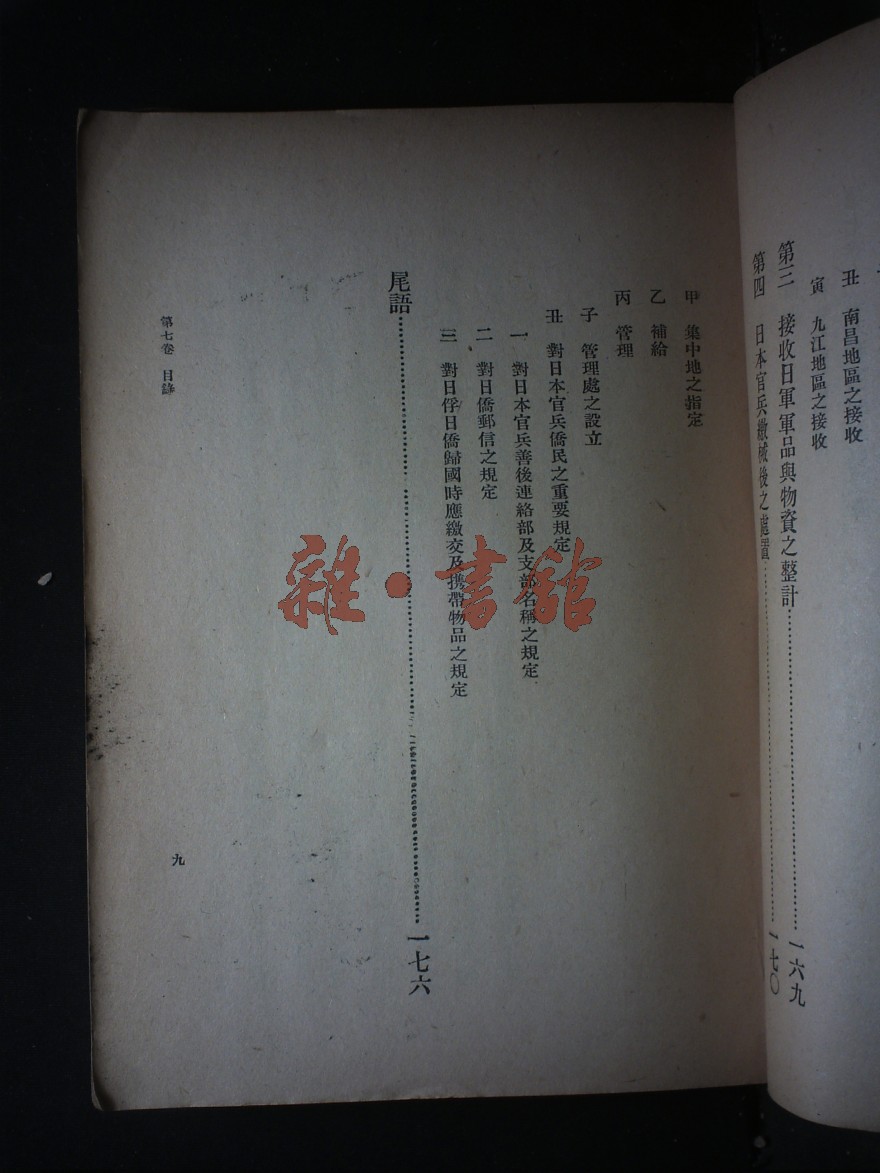 丑　南昌地區之接收
寅　九江地區之接收
第三　接收日軍軍品與物資之整計……一六九
第四　日本官兵繳械後之處置……一七〇
甲　集中地之指定
乙　補給
丙　管理
子　管理處之設立
丑　對日本官兵僑民之重要規定
一　對日本官兵善後連絡部及支部名稱之規定
二　對日僑郵信之規定
三　對日俘日僑歸國時應繳交及携帶物品之規定
尾語……一七六
第七卷　目錄
九
雜·書館